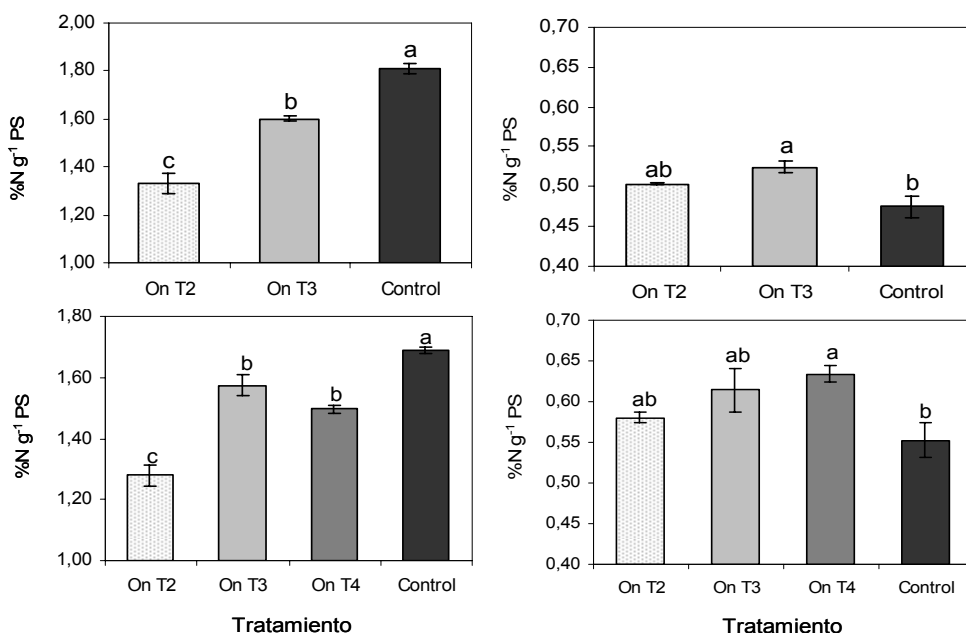 2,00
1,80
1,60
1,40
1,20
1,00
%N g⁻¹ PS
c
b
a
On T2
On T3
Control
0,70
0,65
0,60
0,55
0,50
0,45
0,40
%N g⁻¹ PS
ab
a
b
On T2
On T3
Control
1,80
1,60
1,40
1,20
1,00
%N g⁻¹ PS
c
b
b
a
On T2
On T3
On T4
Control
Tratamiento
0,70
0,65
0,60
0,55
0,50
0,45
0,40
%N g⁻¹ PS
ab
ab
a
b
On T2
On T3
On T4
Control
Tratamiento